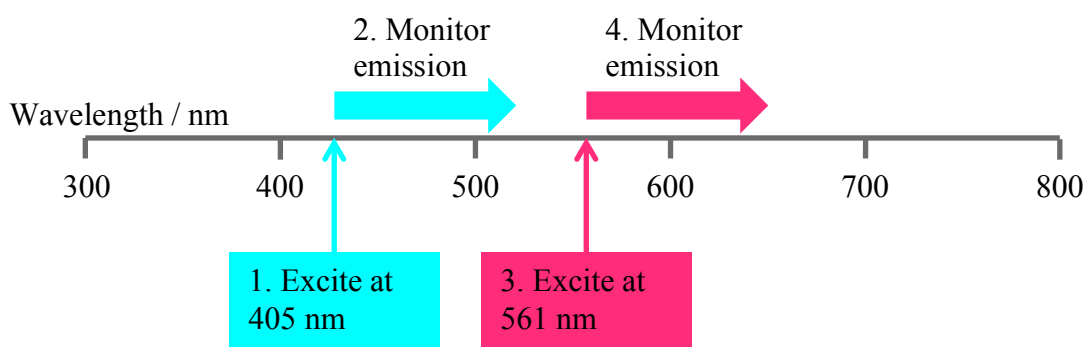 2. Monitor
emission
4. Monitor
emission
Wavelength / nm
300 400 500 600 700 800
1. Excite at
405 nm
3. Excite at
561 nm